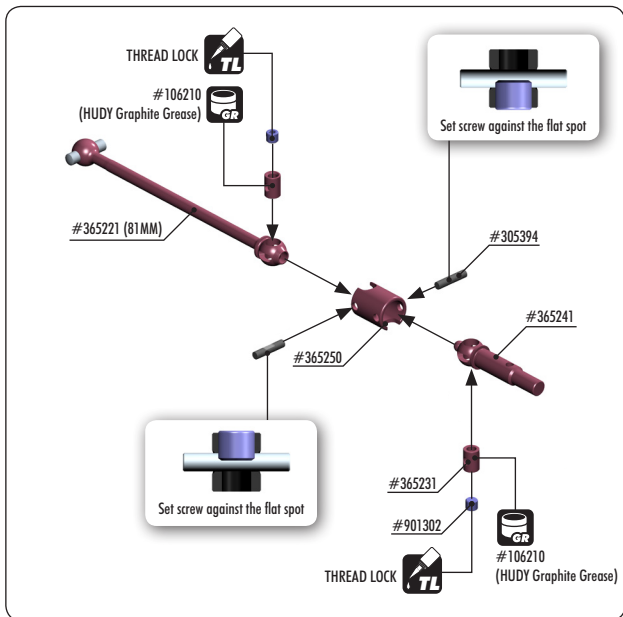 THREAD LOCK
TL
#106210
(HUDY Graphite Grease)
GR
Set screw against the flat spot
#365221 (81MM)
#305394
#365241
#365250
Set screw against the flat spot
#365231
#901302
GR
#106210
(HUDY Graphite Grease)
THREAD LOCK
TL